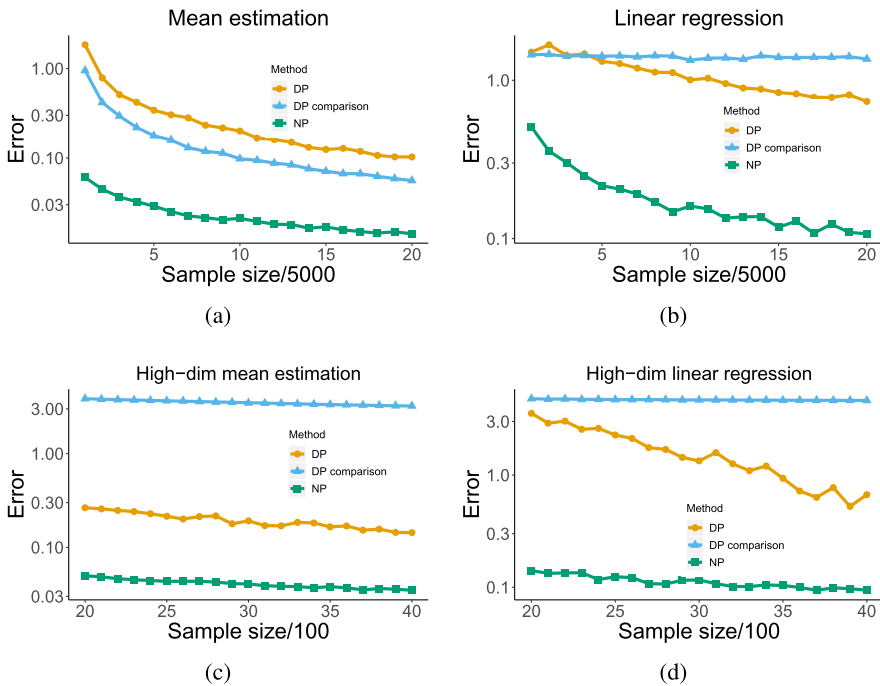 Mean estimation
Error
1.00
0.30
0.10
0.03
Method
DP
DP comparison
NP
5
10
15
20
Sample size/5000
(a)
Linear regression
Error
1.0
0.3
0.1
Method
DP
DP comparison
NP
5
10
15
20
Sample size/5000
(b)
High-dim mean estimation
Error
3.00
1.00
0.30
0.10
0.03
Method
DP
DP comparison
NP
20
25
30
35
40
Sample size/100
(c)
High-dim linear regression
Error
3.0
1.0
0.3
0.1
Method
DP
DP comparison
NP
20
25
30
35
40
Sample size/100
(d)